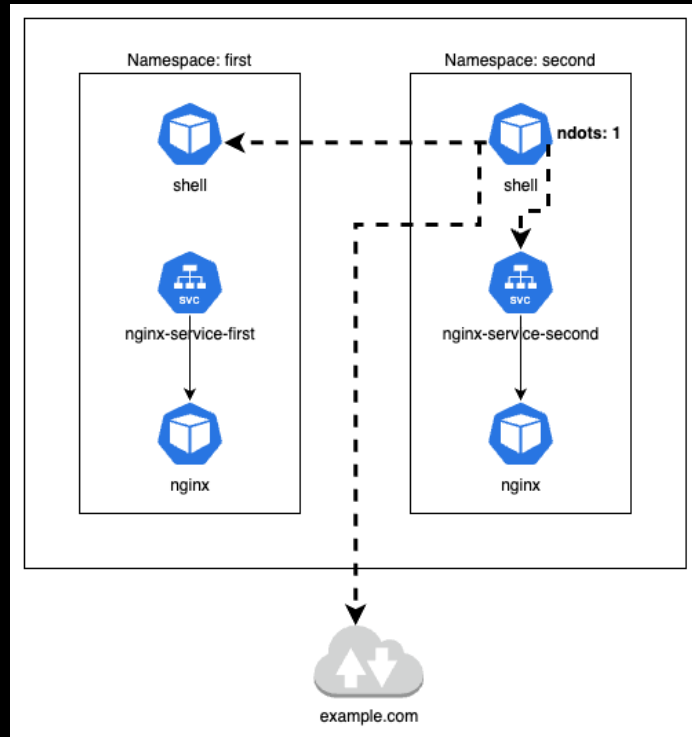 Namespace: first
Namespace: second
ndots: 1
shell
shell
SVC
SVC
nginx-service-first
nginx-service-second
nginx
nginx
example.com